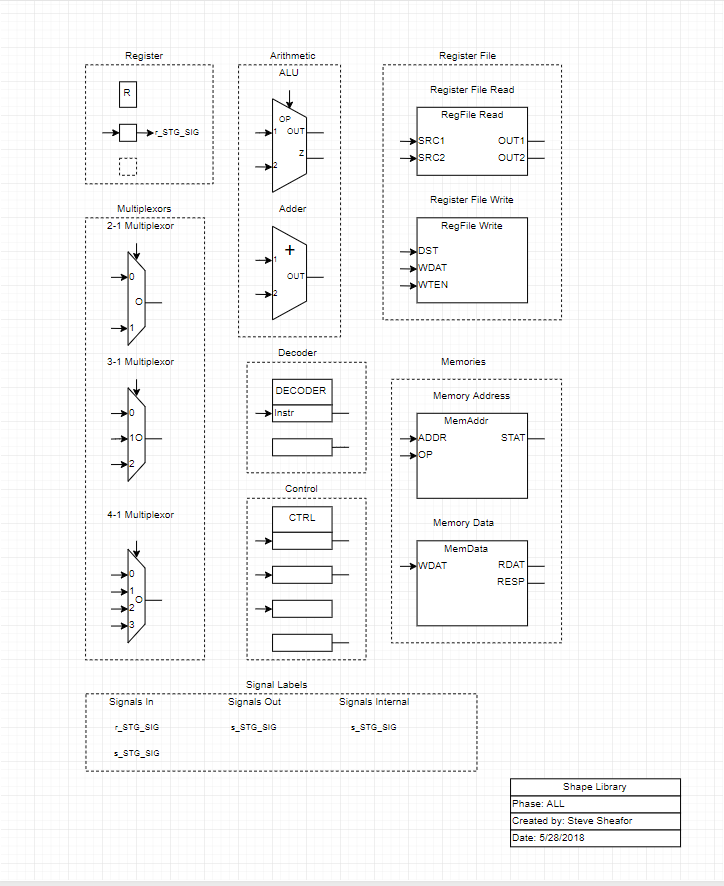 Register
R
r_STG_SIG
Arithmetic
ALU
OP
1
OUT
Z
2
Adder
+
1
OUT
2
Register File
Register File Read
RegFile Read
SRC1 OUT1
SRC2 OUT2
Register File Write
RegFile Write
DST
WDAT
WTEN
Multiplexors
2-1 Multiplexor
0
O
1
3-1 Multiplexor
0
1O
2
4-1 Multiplexor
0
1
O
2
3
Decoder
DECODER
Instr
Control
CTRL
Memories
Memory Address
MemAddr
ADDR STAT
OP
Memory Data
MemData
WDAT RDAT
RESP
Signal Labels
Signals In Signals Out Signals Internal
r_STG_SIG s_STG_SIG s_STG_SIG
s_STG_SIG
Shape Library
Phase: ALL
Created by: Steve Sheafor
Date: 5/28/2018